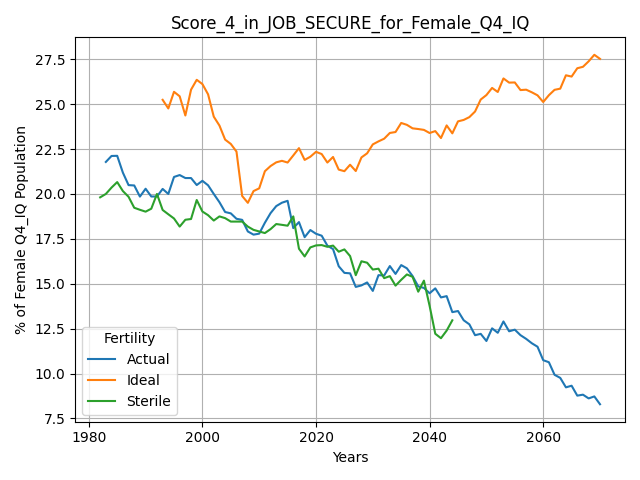 Score_4_in_JOB_SECURE_for_Female_Q4_IQ
% of Female Q4_IQ Population
27.5
25.0
22.5
20.0
17.5
15.0
12.5
10.0
7.5
Fertility
Actual
Ideal
Sterile
1980 2000 2020 2040 2060
Years